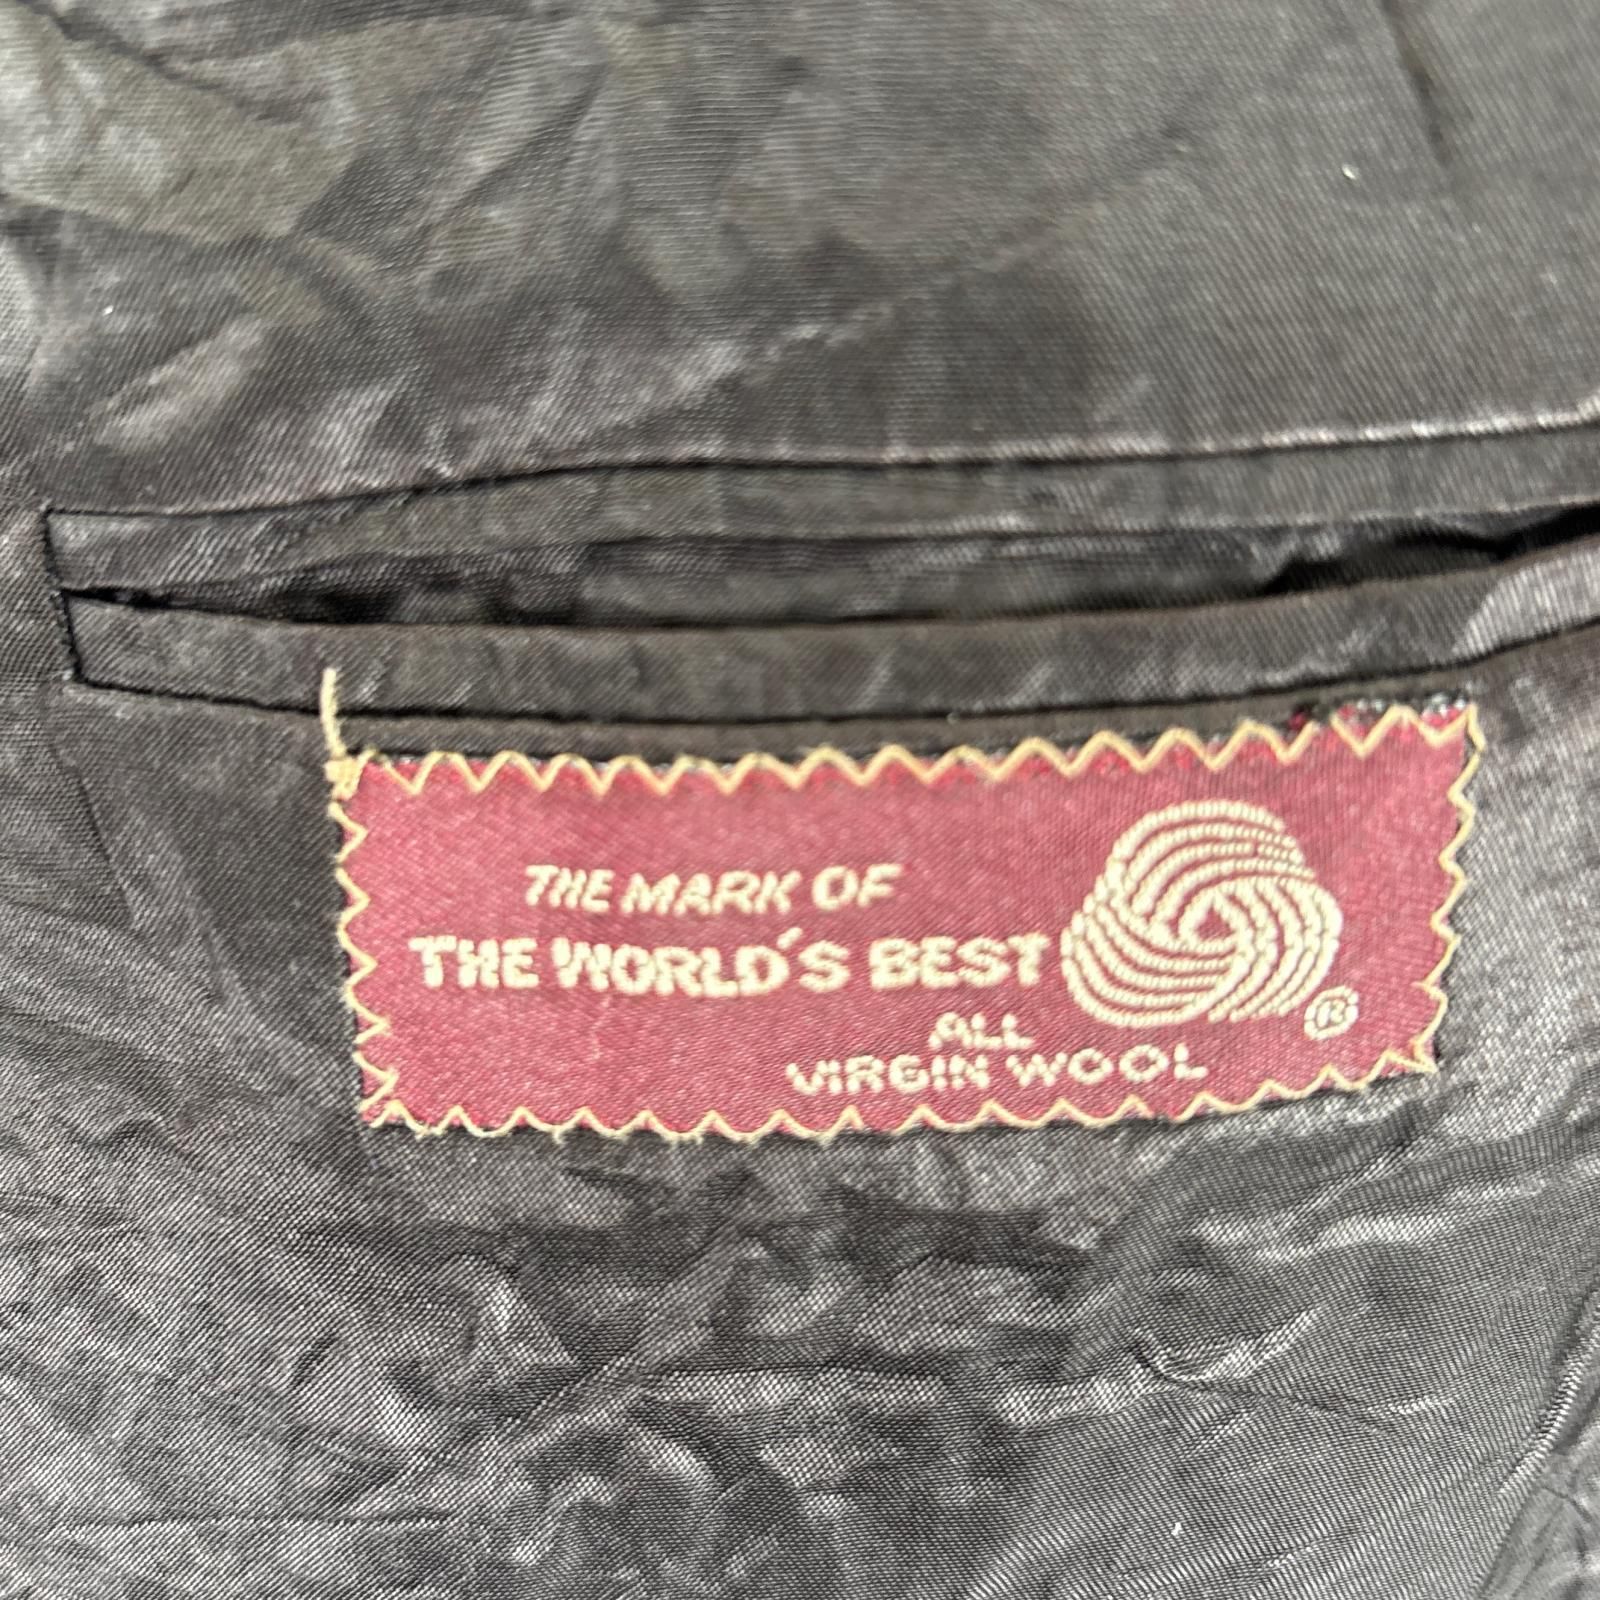 THE MARK OF
THE WORLD'S BEST
®
ALL
VIRGIN WOOL